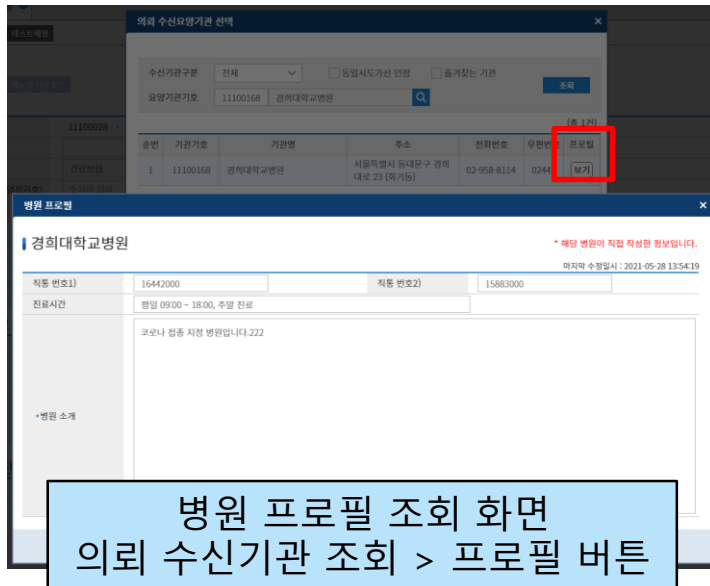 의뢰 수신요양기관 선택 ×
테스트페일
수신기관구분 전체 동일시도가산 인정 즐겨찾는 기관
조회
요양기관기호 11100168 경희대학교병원
(총 1건)
11100028 -
순번 기관기호 기관명 주소 전화번호 우편번호 프로필
건강보험 1 11100168 경희대학교병원 서울특별시 동대문구 경희대로 23 (회기동) 02-958-8114 0244 보기
병원 프로필 ×
경희대학교병원 * 해당 병원이 직접 작성한 정보입니다.
마지막 수정일시 : 2021-05-28 13:54:19
직통 번호1) 16442000 직통 번호2) 15883000
진료시간 평일 09:00 ~ 18:00, 주말 진료
코로나 접종 지정 병원입니다.222
•병원 소개
병원 프로필 조회 화면
의뢰 수신기관 조회 > 프로필 버튼